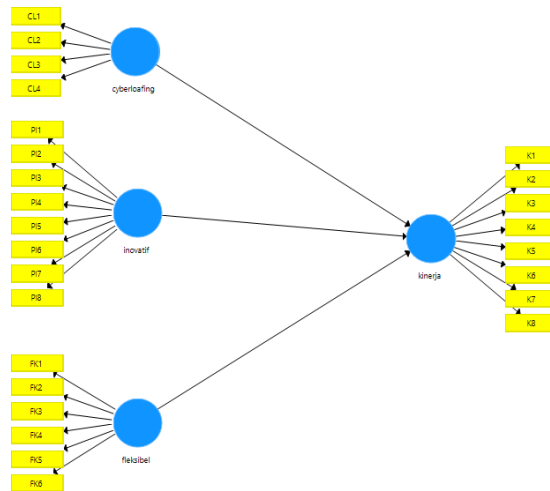 CL1
CL2
CL3
CL4
cyberloafing
PI1
PI2
PI3
PI4
PI5
PI6
PI7
PI8
inovatif
FK1
FK2
FK3
FK4
FK5
FK6
fleksibel
kinerja
K1
K2
K3
K4
K5
K6
K7
K8